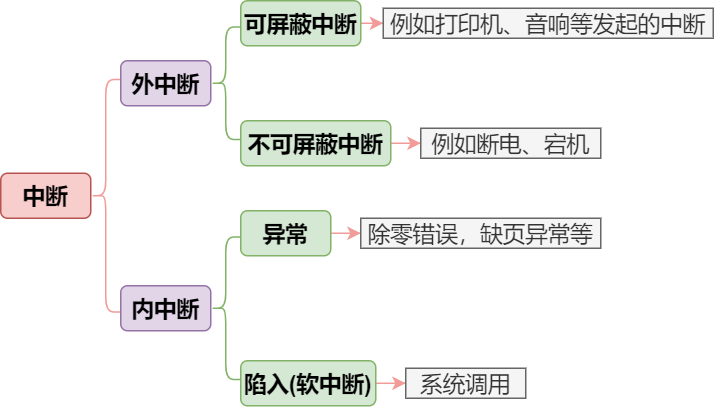 可屏蔽中断
例如打印机、音响等发起的中断
外中断
不可屏蔽中断
例如断电、宕机
中断
异常
除零错误，缺页异常等
内中断
陷入(软中断)
系统调用